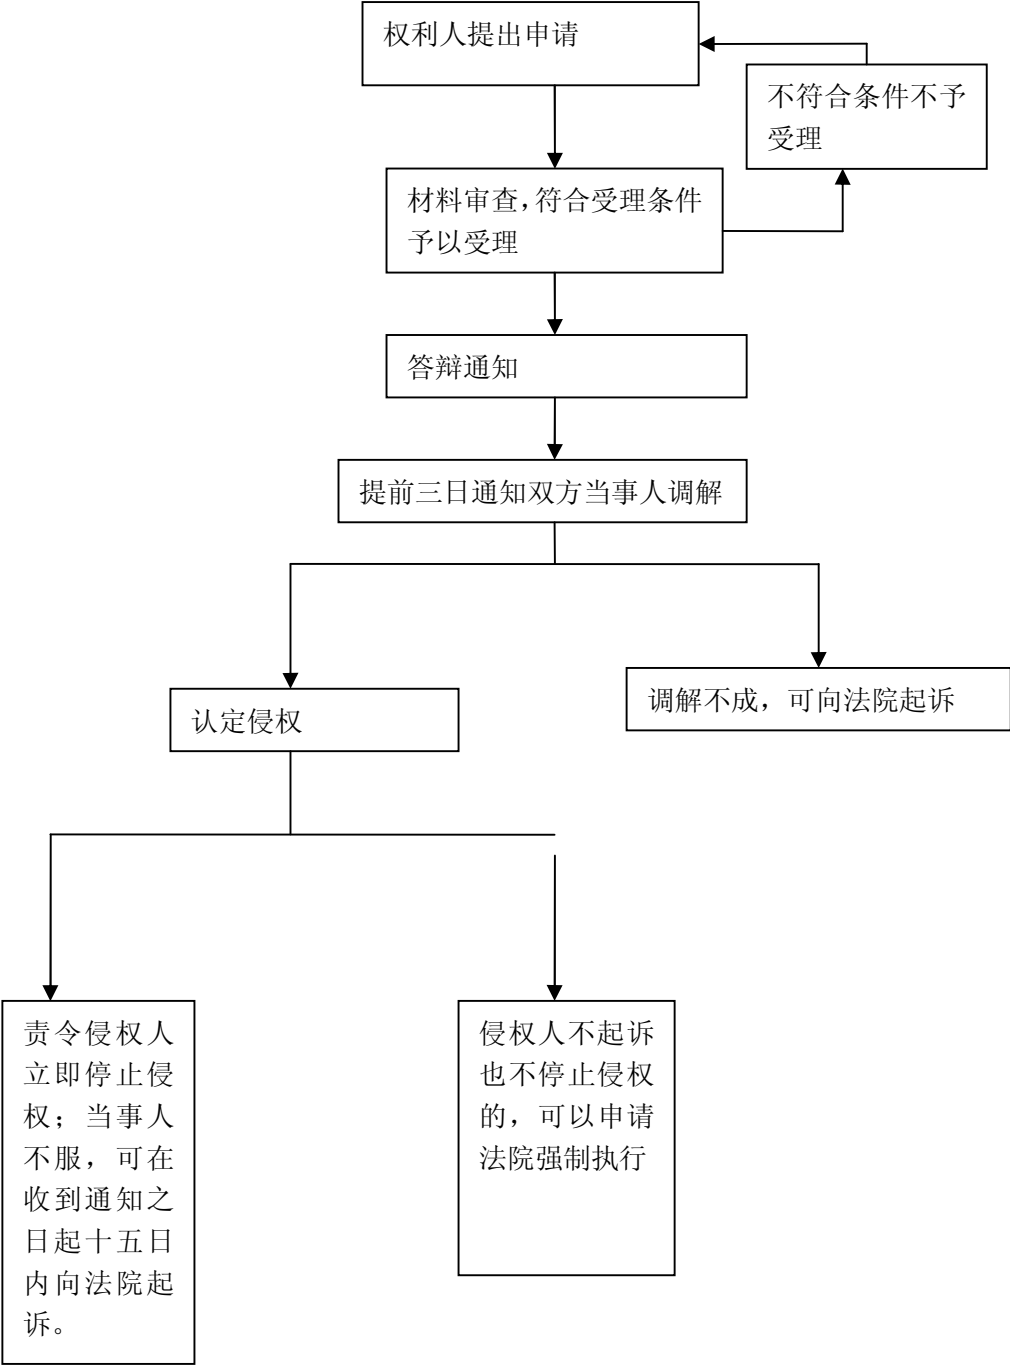 权利人提出申请
不符合条件不予
受理
材料审查,符合受理条件
予以受理
答辩通知
提前三日通知双方当事人调解
调解不成，可向法院起诉
认定侵权
责令侵权人
立即停止侵
权；当事人
不服，可在
收到通知之
日起十五日
内向法院起
诉。
侵权人不起诉
也不停止侵权
的，可以申请
法院强制执行